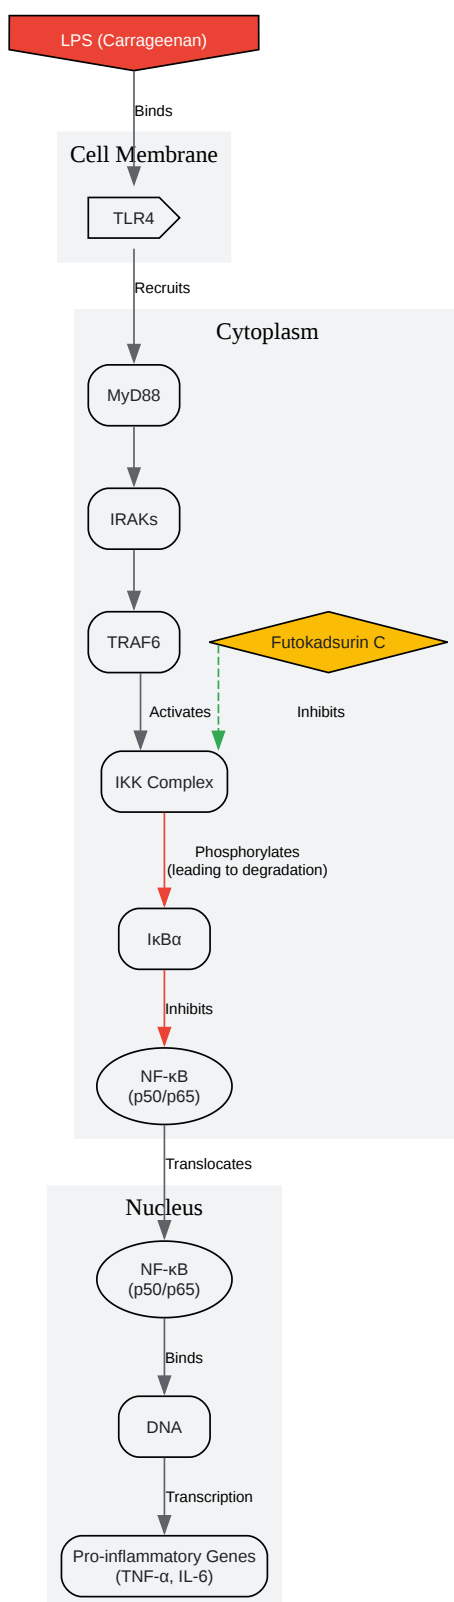 LPS (Carrageenan)
Binds
Cell Membrane
TLR4
Recruits
Cytoplasm
MyD88
IRAKs
TRAF6
Futokadsurin C
Activates
Inhibits
IKK Complex
Phosphorylates
(leading to degradation)
IκBα
Inhibits
NF-κB
(p50/p65)
Translocates
Nucleus
NF-κB
(p50/p65)
Binds
DNA
Transcription
Pro-inflammatory Genes
(TNF-α, IL-6)